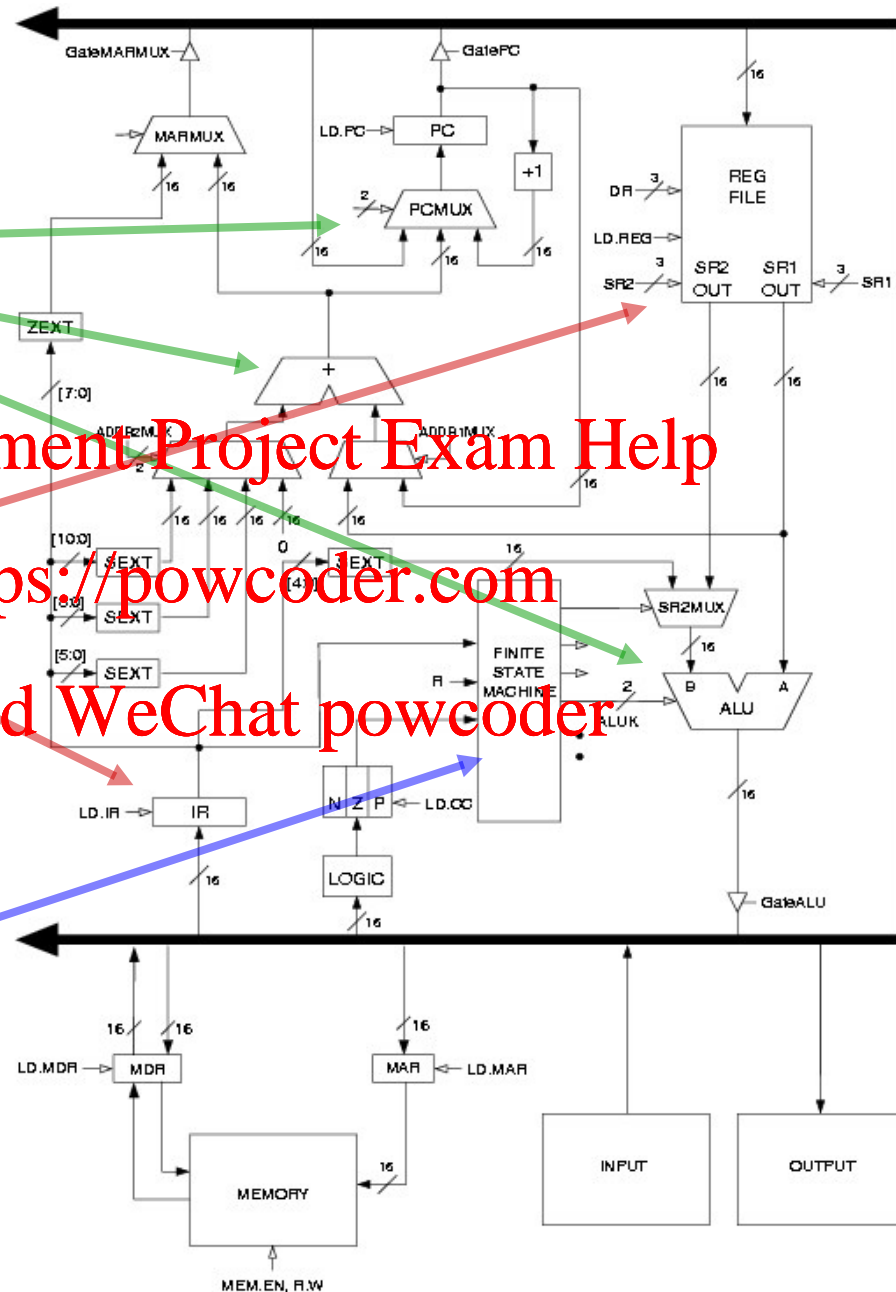 GateMARMUX
GatePC
16
MARMUX
LD.PC
PC
+1
REG
FILE
16
16
2
PCMUX
DR
3
LD.REG
16
16
16
SR2
3
SR2
OUT
SR1
OUT
3
SR1
ZEXT
+
[7:0]
16
16
ADDR2MUX
ADDR1MUX
ment Project Exam Help
2
16
16
16
16
16
16
[10:0]
SEXT
0
[4:0]
SEXT
16
ps://powcoder.com
SEXT
SR2MUX
[5:0]
SEXT
R
FINITE
STATE
MACHINE
16
2
B
A
ALU
d WeChat powcoder
ALUK
LD.IR
IR
N Z P
LD.CC
16
16
LOGIC
16
GateALU
16
16
16
LD.MDR
MDR
MAR
LD.MAR
MEMORY
16
INPUT
OUTPUT
MEM.EN, R.W